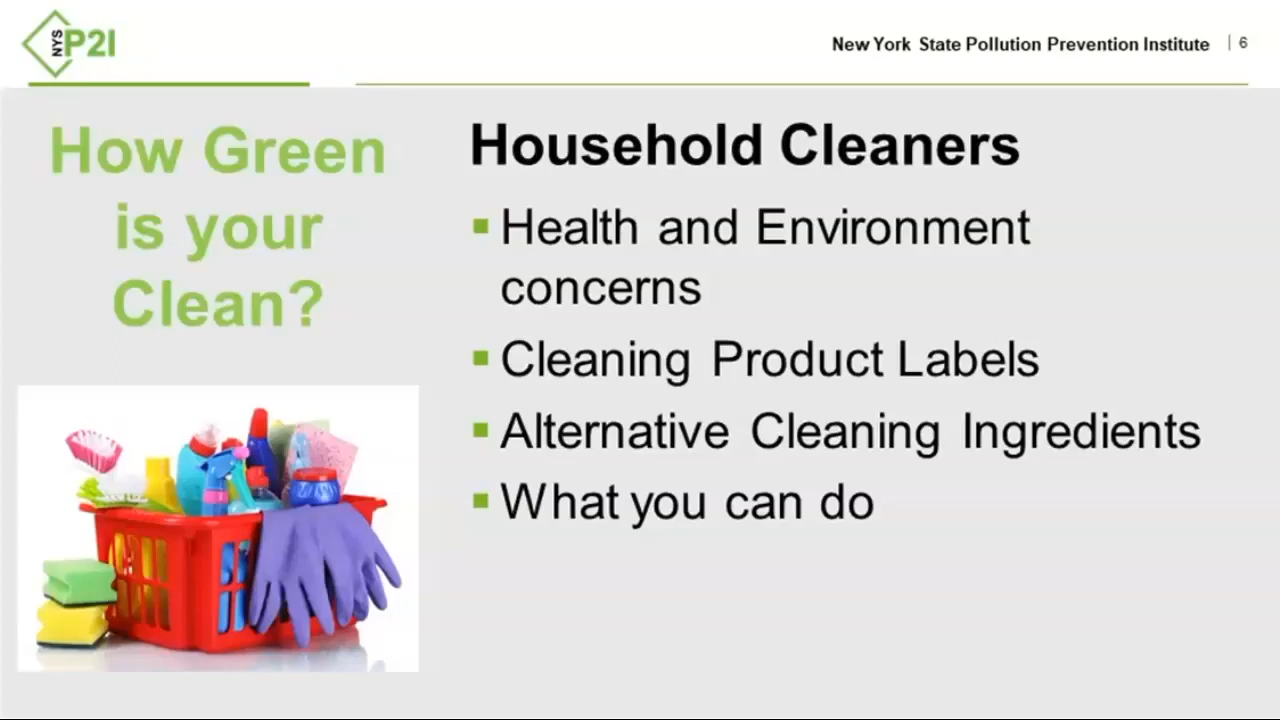 NYS P2I
New York State Pollution Prevention Institute | 6
How Green
is your
Clean?
Household Cleaners
▪ Health and Environment
concerns
▪ Cleaning Product Labels
▪ Alternative Cleaning Ingredients
▪ What you can do